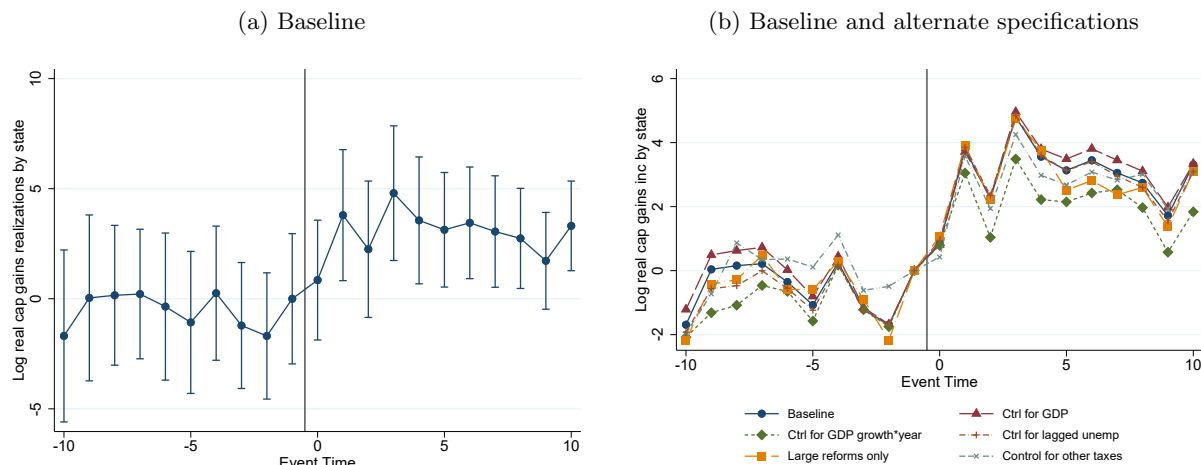 (a) Baseline
Log real cap gains realizations by state
10
5
0
-5
-10
-5
0
5
10
Event Time
(b) Baseline and alternate specifications
Log real cap gains inc by state
6
4
2
0
-2
-10
-5
0
5
10
Event Time
Baseline
Ctrl for GDP
Ctrl for GDP growth*year
Ctrl for lagged unemp
Large reforms only
Control for other taxes